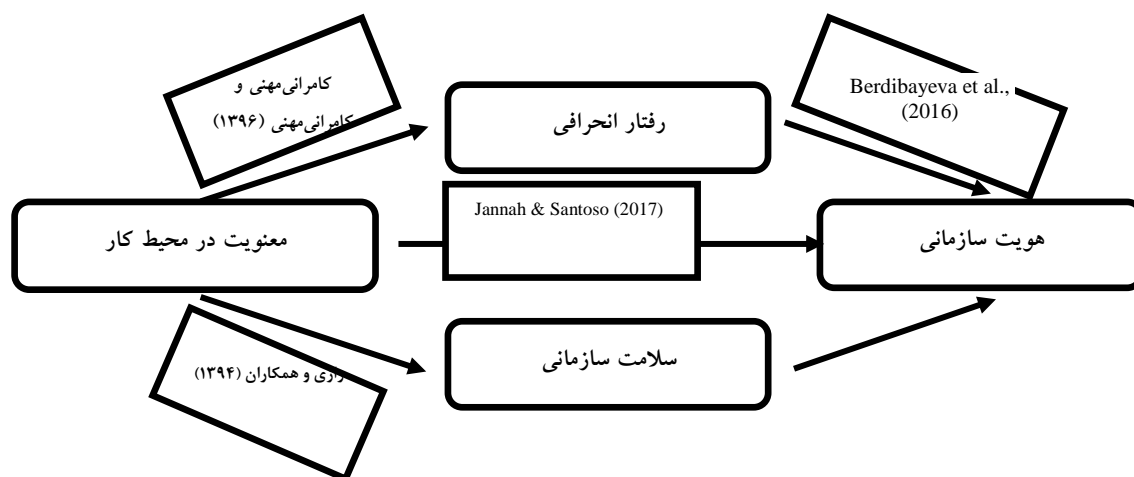 کامرانی‌مهنی و
کامرانی‌مهنی (۱۳۹۶)
رفتار انحرافی
Berdibayeva et al.,
(2016)
معنویت در محیط کار
Jannah & Santoso (2017)
هویت سازمانی
سلامت سازمانی
و همکاران (۱۳۹۴)